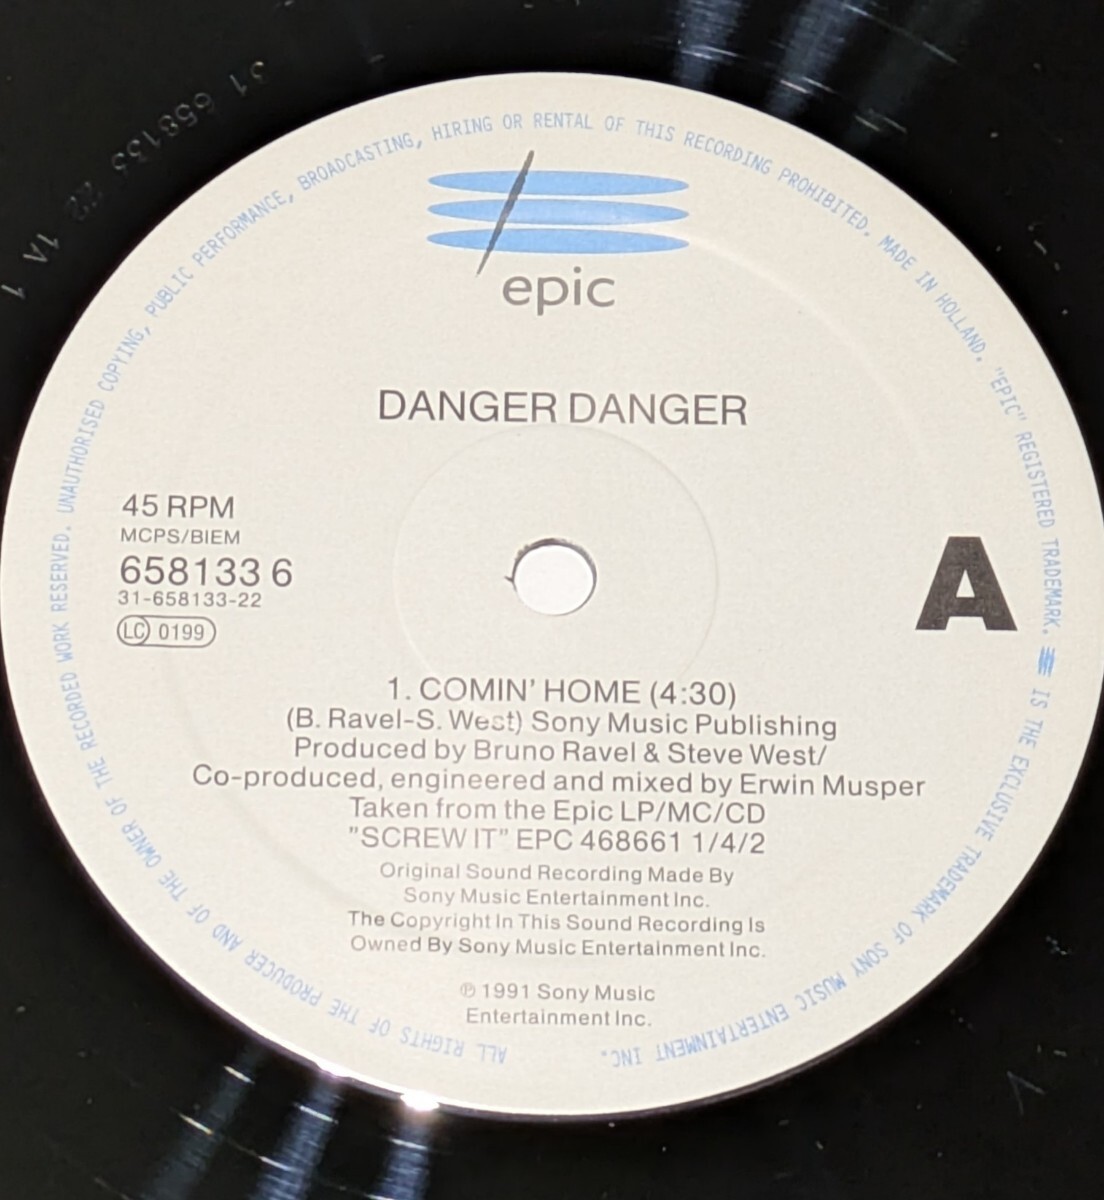 31 658133 22 1A 1
ALL RIGHTS OF THE PRODUCER AND OF THE OWNER OF THE RECORDED WORK RESERVED. UNAUTHORISED COPYING, PUBLIC PERFORMANCE, BROADCASTING, HIRING OR RENTAL OF THIS RECORDING PROHIBITED. MADE IN HOLLAND. "EPIC" REGISTERED TRADEMARK. IS THE EXCLUSIVE TRADEMARK OF SONY MUSIC ENTERTAINMENT INC.
epic
DANGER DANGER
45 RPM
MCPS/BIEM
658133 6
31-658133-22
LC 0199
A
1. COMIN' HOME (4:30)
(B. Ravel-S. West) Sony Music Publishing
Produced by Bruno Ravel & Steve West/
Co-produced, engineered and mixed by Erwin Musper
Taken from the Epic LP/MC/CD
"SCREW IT" EPC 468661 1/4/2
Original Sound Recording Made By
Sony Music Entertainment Inc.
The Copyright In This Sound Recording Is
Owned By Sony Music Entertainment Inc.
℗ 1991 Sony Music
Entertainment Inc.